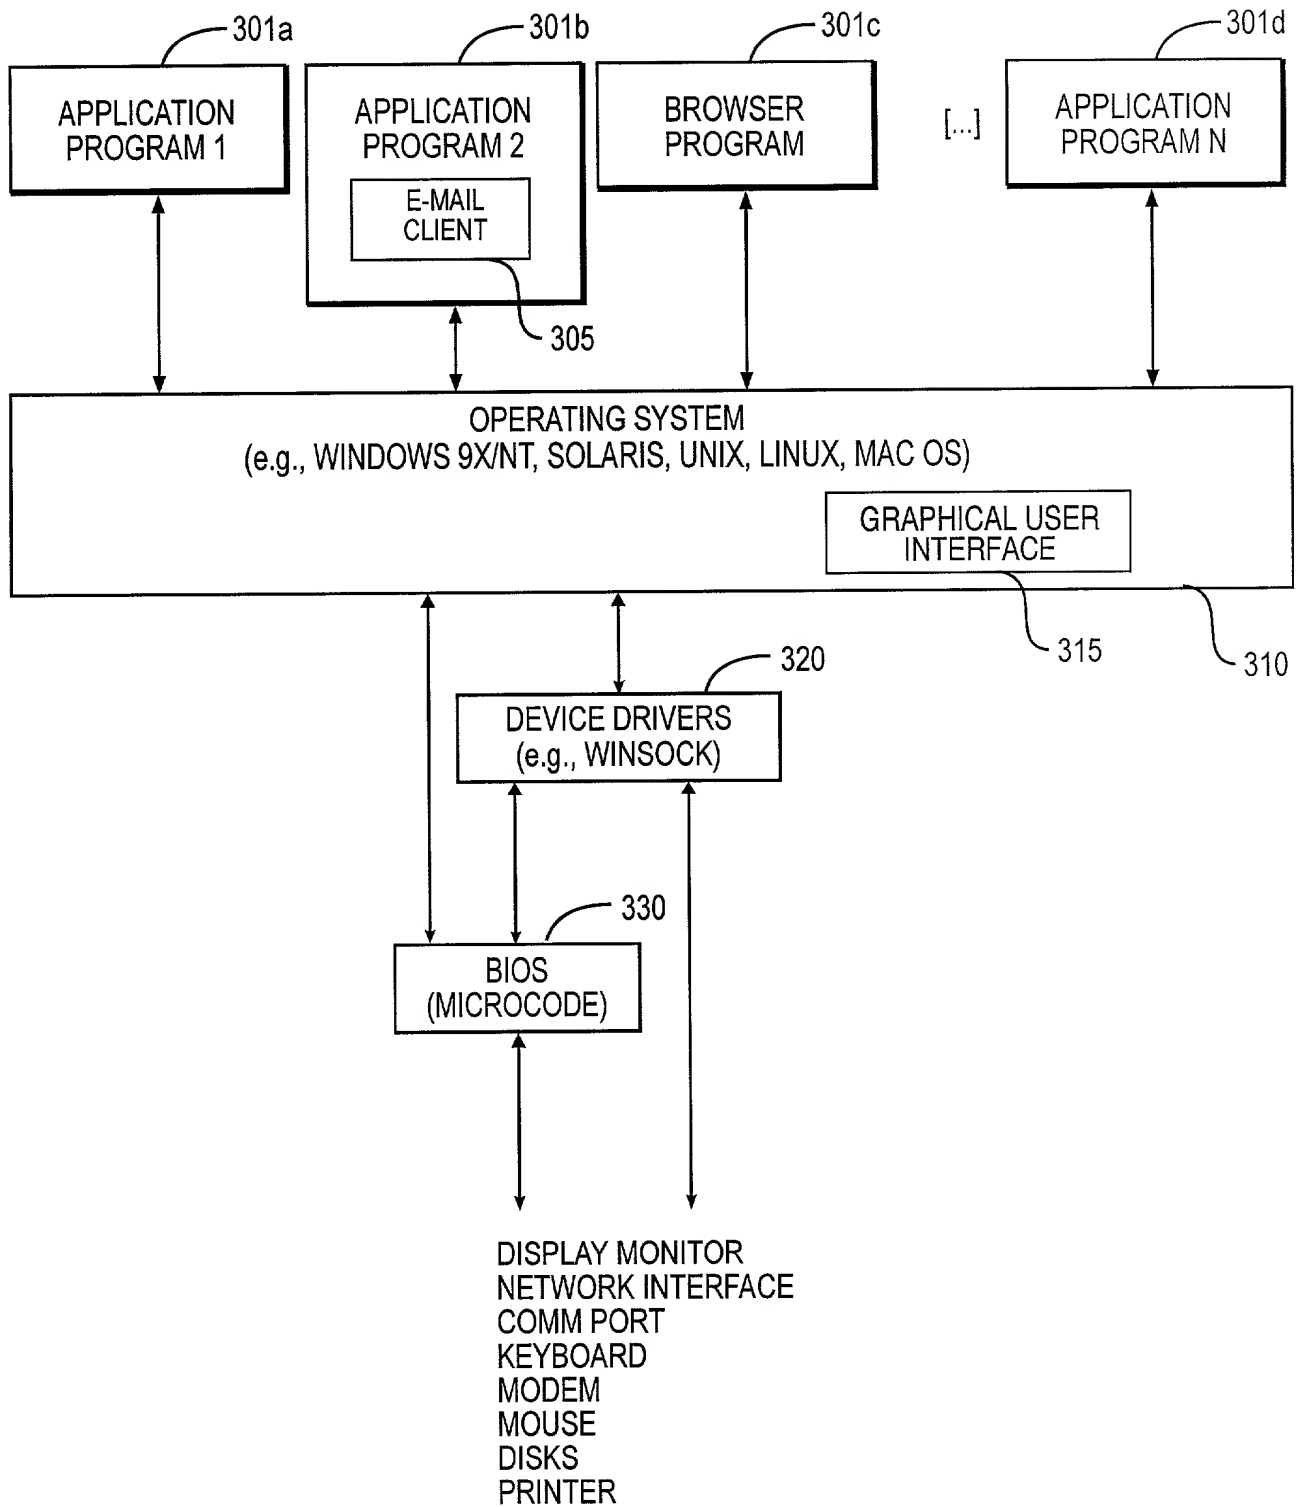 301a
301b
301c
301d
APPLICATION
PROGRAM 1
APPLICATION
PROGRAM 2
BROWSER
PROGRAM
[...]
APPLICATION
PROGRAM N
E-MAIL
CLIENT
305
OPERATING SYSTEM
(e.g., WINDOWS 9X/NT, SOLARIS, UNIX, LINUX, MAC OS)
GRAPHICAL USER
INTERFACE
315
310
320
DEVICE DRIVERS
(e.g., WINSOCK)
330
BIOS
(MICROCODE)
DISPLAY MONITOR
NETWORK INTERFACE
COMM PORT
KEYBOARD
MODEM
MOUSE
DISKS
PRINTER